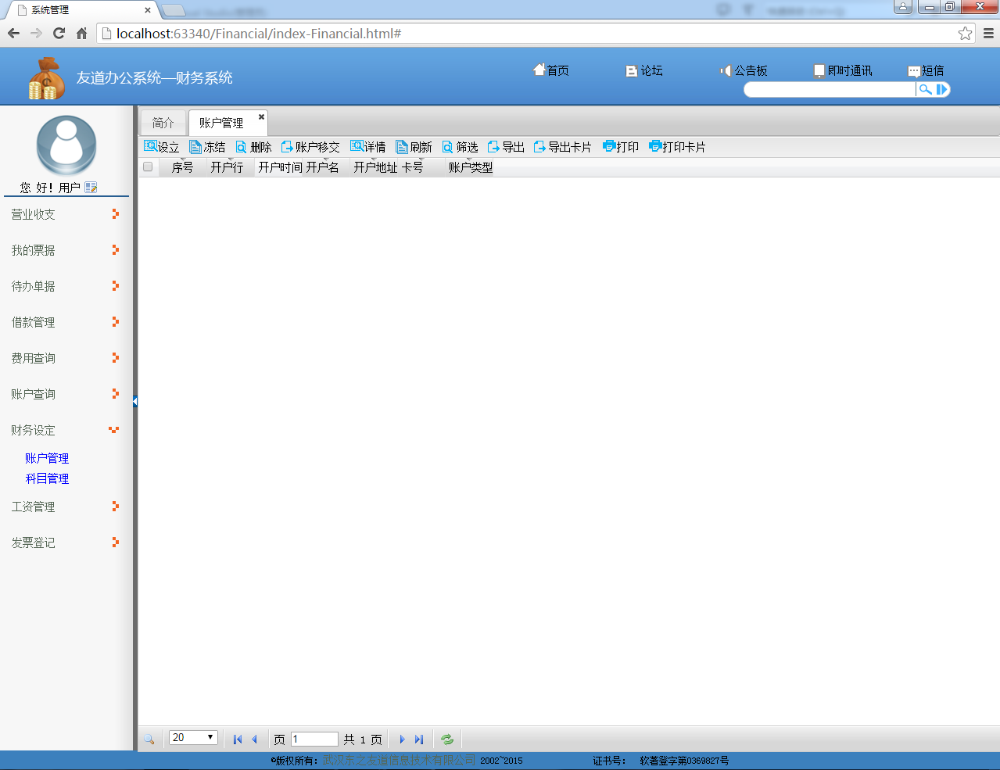 系统管理
localhost:63340/Financial/index-Financial.html#
友道办公系统—财务系统
首页 论坛 公告板 即时通讯 短信
您 好！用户
营业收支
我的票据
待办单据
借款管理
费用查询
账户查询
财务设定
账户管理
科目管理
工资管理
发票登记
简介 账户管理
设立 冻结 删除 账户移交 详情 刷新 筛选 导出 导出卡片 打印 打印卡片
序号 开户行 开户时间 开户名 开户地址 卡号 账户类型
20 页 1 共 1 页
©版权所有：武汉东之友道信息技术有限公司 2002~2015 证书号： 软著登字第0369827号